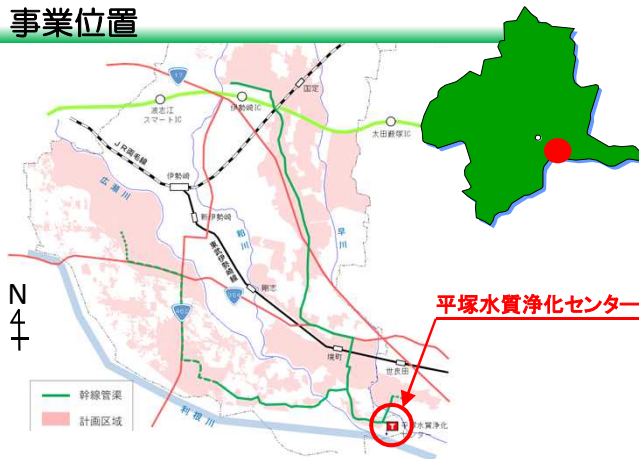 事業位置
17
国定
波志江
スマートIC
伊勢崎IC
太田藪塚IC
JR両毛線
伊勢崎
広瀬川
新伊勢崎
粕川
早川
東武伊勢崎線
剛志
354
462
N
平塚水質浄化センター
境町
世良田
幹線管渠
計画区域
利根川
平塚水質浄化
センター